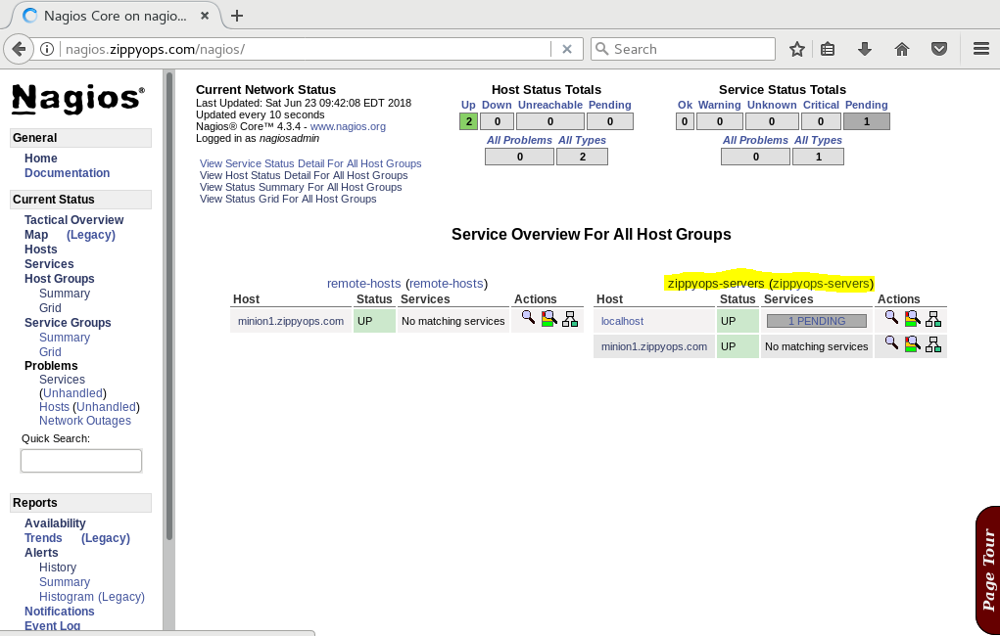 Nagios Core on nagio...
nagios.zippyops.com/nagios/
Search
Nagios®
General
Home
Documentation
Current Status
Tactical Overview
Map (Legacy)
Hosts
Services
Host Groups
Summary
Grid
Service Groups
Summary
Grid
Problems
Services
(Unhandled)
Hosts (Unhandled)
Network Outages
Quick Search:
Reports
Availability
Trends (Legacy)
Alerts
History
Summary
Histogram (Legacy)
Notifications
Event Log
Current Network Status
Last Updated: Sat Jun 23 09:42:08 EDT 2018
Updated every 10 seconds
Nagios® Core™ 4.3.4 - www.nagios.org
Logged in as nagiosadmin
View Service Status Detail For All Host Groups
View Host Status Detail For All Host Groups
View Status Summary For All Host Groups
View Status Grid For All Host Groups
Host Status Totals
Up Down Unreachable Pending
2 0 0 0
All Problems All Types
0 2
Service Status Totals
Ok Warning Unknown Critical Pending
0 0 0 0 1
All Problems All Types
0 1
Service Overview For All Host Groups
remote-hosts (remote-hosts)
Host Status Services Actions
minion1.zippyops.com UP No matching services
zippyops-servers (zippyops-servers)
Host Status Services Actions
localhost UP 1 PENDING
minion1.zippyops.com UP No matching services
Page Tour